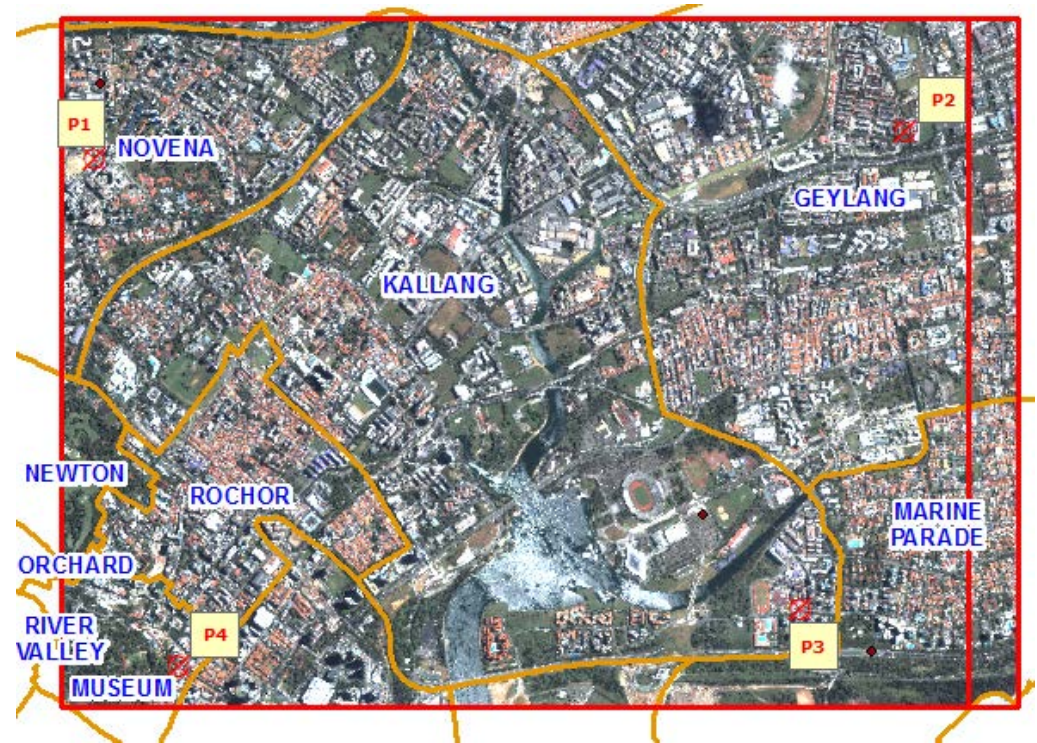 P1
P2
NOVENA
GEYLANG
KALLANG
NEWTON
ROCHOR
MARINE
PARADE
ORCHARD
RIVER
VALLEY
P4
P3
MUSEUM